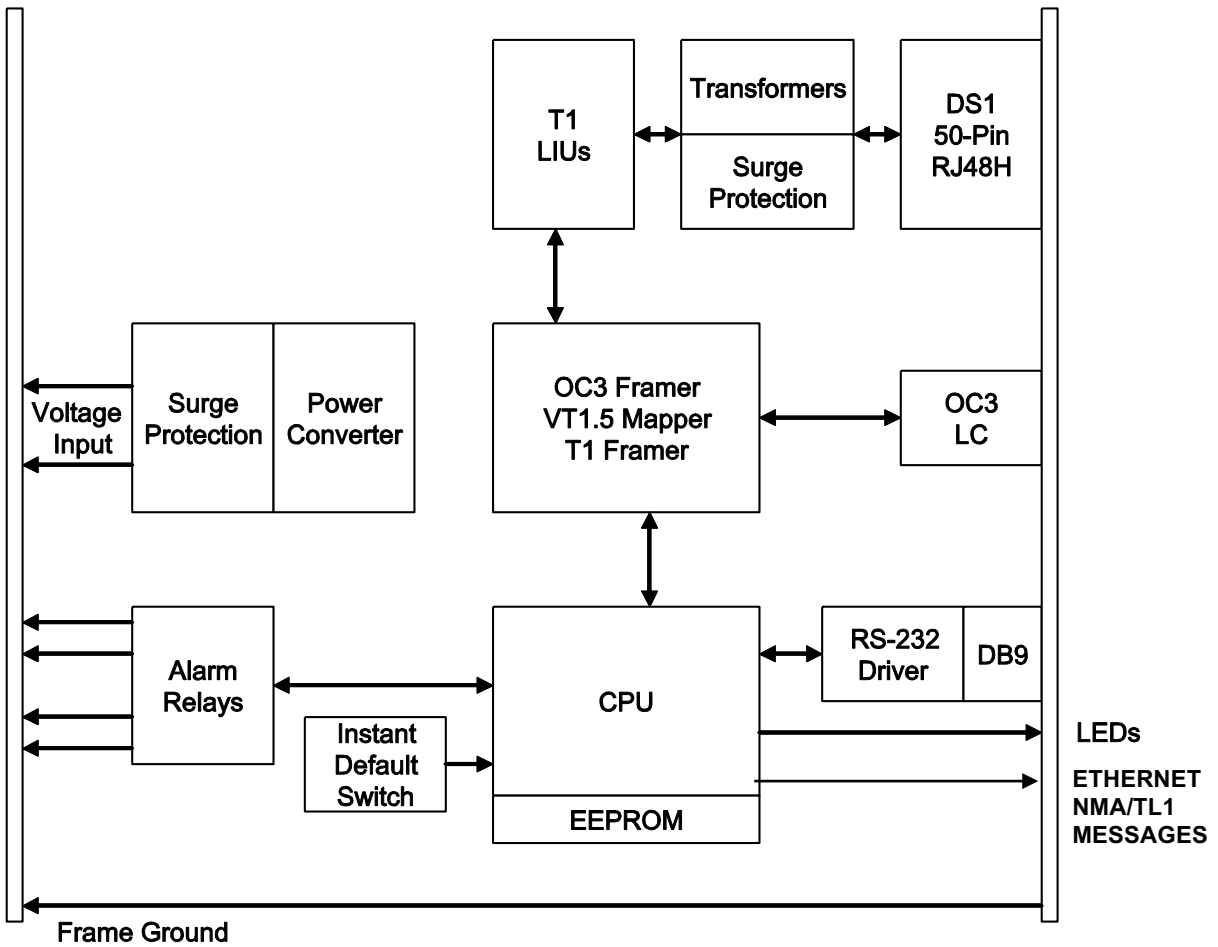 T1
LIUs
Transformers
Surge
Protection
DS1
50-Pin
RJ48H
Voltage
Input
Surge
Protection
Power
Converter
OC3 Framer
VT1.5 Mapper
T1 Framer
OC3
LC
Alarm
Relays
Instant
Default
Switch
CPU
EEPROM
RS-232
Driver
DB9
LEDs
ETHERNET
NMA/TL1
MESSAGES
Frame Ground